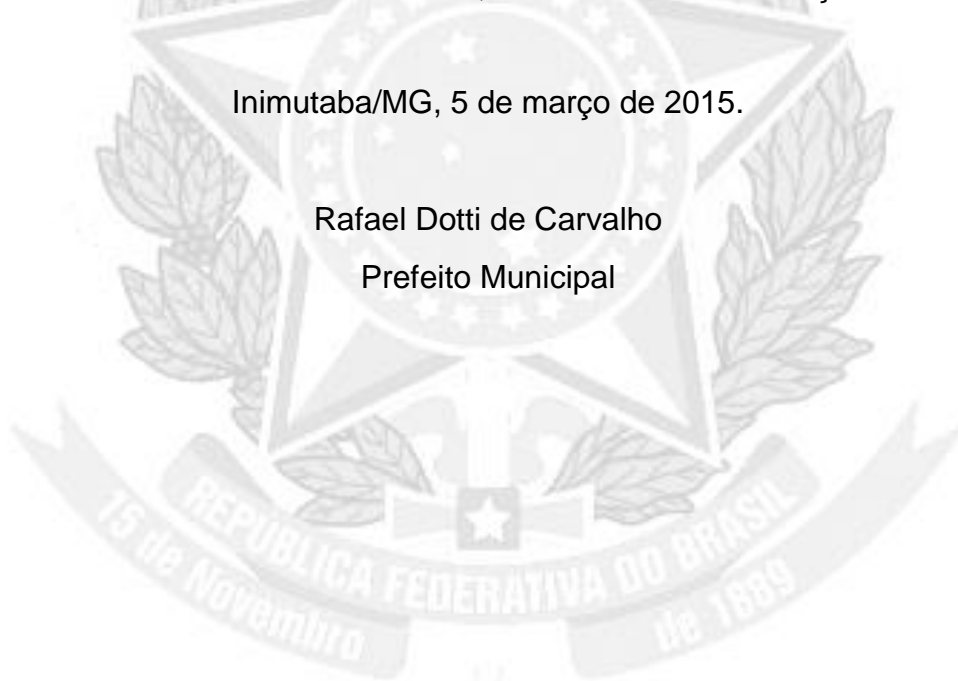 Inimutaba/MG, 5 de março de 2015.
Rafael Dotti de Carvalho
Prefeito Municipal
REPÚBLICA FEDERATIVA DO BRASIL
15 de Novembro de 1889